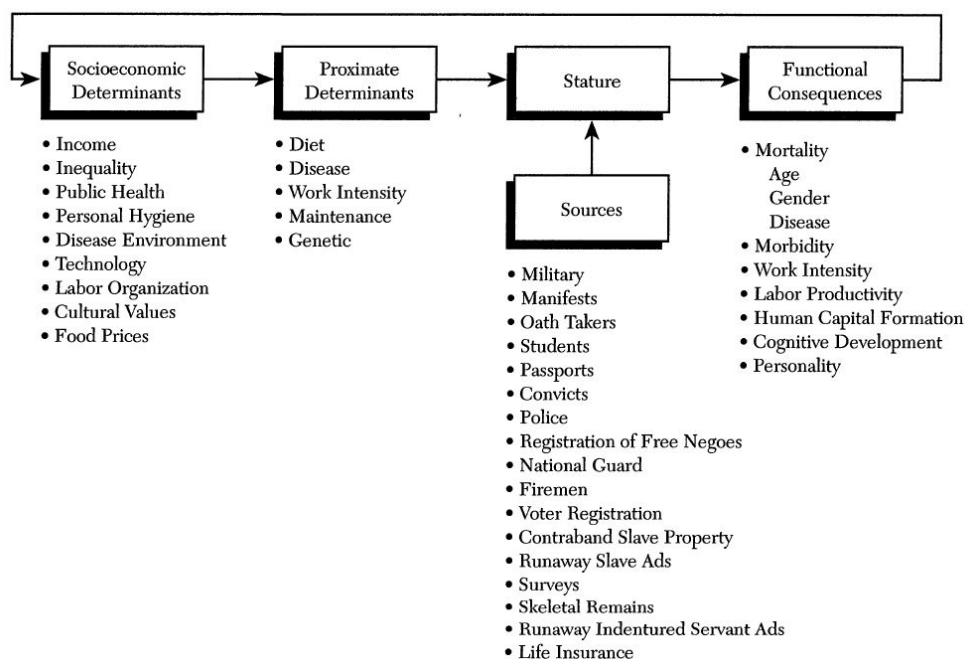 Socioeconomic
Determinants
• Income
• Inequality
• Public Health
• Personal Hygiene
• Disease Environment
• Technology
• Labor Organization
• Cultural Values
• Food Prices
Proximate
Determinants
• Diet
• Disease
• Work Intensity
• Maintenance
• Genetic
Stature
Sources
• Military
• Manifests
• Oath Takers
• Students
• Passports
• Convicts
• Police
• Registration of Free Negoes
• National Guard
• Firemen
• Voter Registration
• Contraband Slave Property
• Runaway Slave Ads
• Surveys
• Skeletal Remains
• Runaway Indentured Servant Ads
• Life Insurance
Functional
Consequences
• Mortality
Age
Gender
Disease
• Morbidity
• Work Intensity
• Labor Productivity
• Human Capital Formation
• Cognitive Development
• Personality